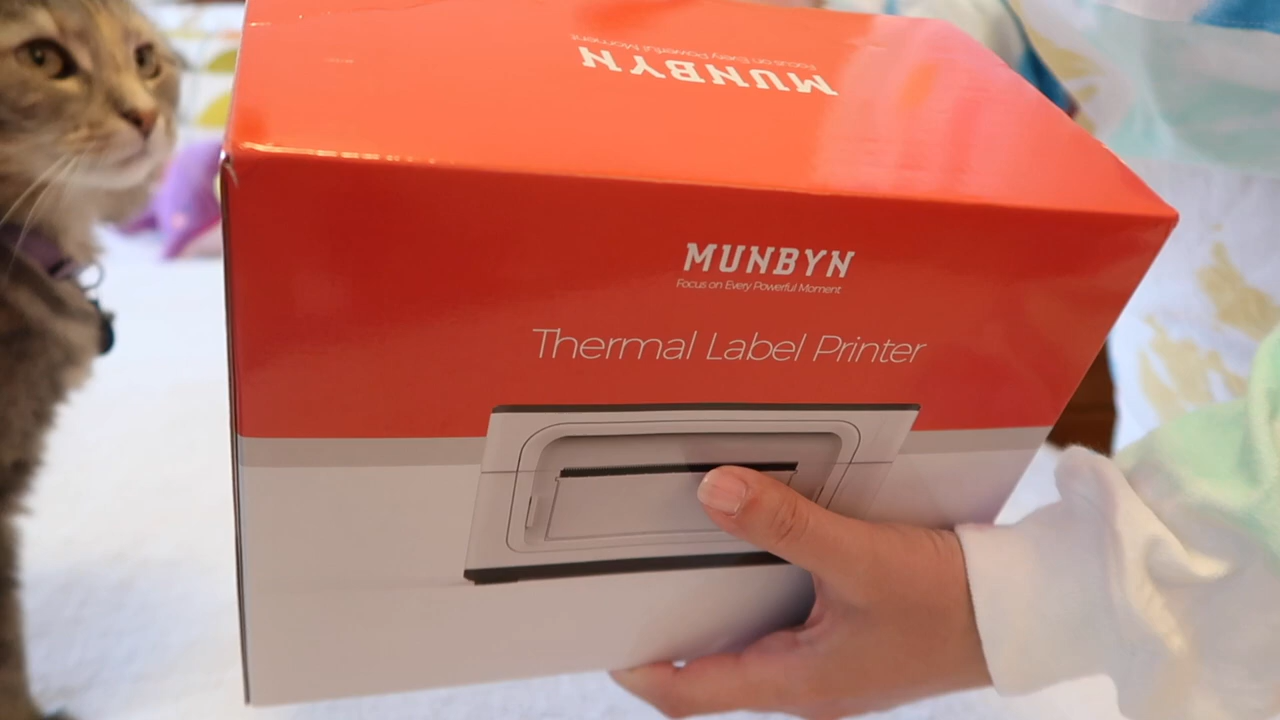 MUNBYN
Focus on Every Powerful Moment
MUNBYN
Focus on Every Powerful Moment
Thermal Label Printer